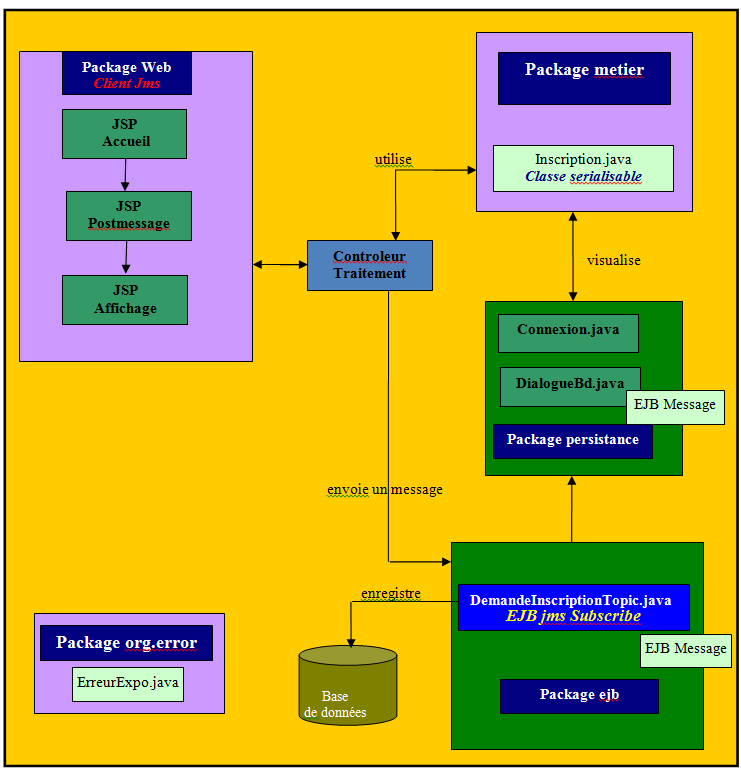 Package Web
Client Jms
JSP
Accueil
JSP
Postmessage
JSP
Affichage
utilise
Controleur
Traitement
Package metier
Inscription.java
Classe serialisable
visualise
Connexion.java
DialogueBd.java
EJB Message
Package persistance
envoie un message
enregistre
DemandeInscriptionTopic.java
EJB jms Subscribe
EJB Message
Package ejb
Package org.error
ErreurExpo.java
Base
de données